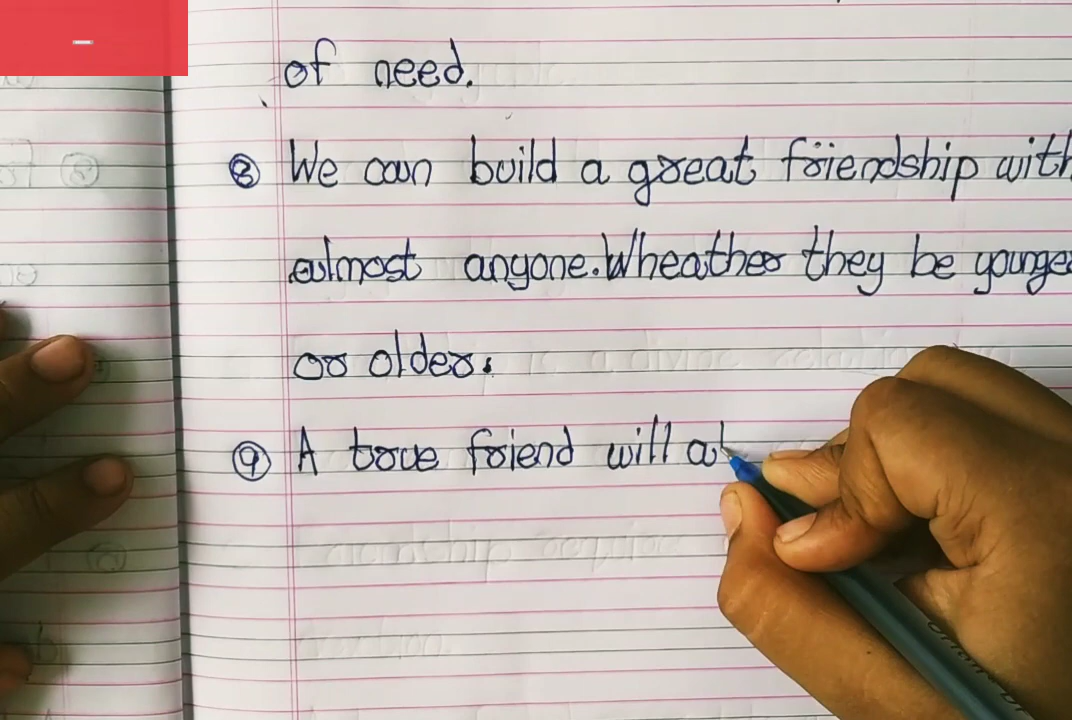 of need.
8 We can build a great friendship with
almost anyone. Wheather they be younger
or older.
9 A true friend will al